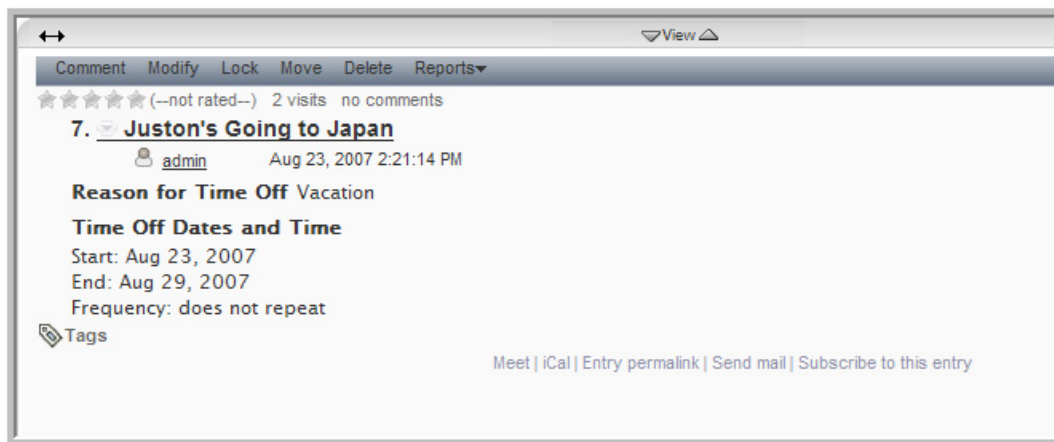 View
Comment Modify Lock Move Delete Reports
(--not rated--) 2 visits no comments
7. Juston's Going to Japan
admin Aug 23, 2007 2:21:14 PM
Reason for Time Off Vacation
Time Off Dates and Time
Start: Aug 23, 2007
End: Aug 29, 2007
Frequency: does not repeat
Tags
Meet | iCal | Entry permalink | Send mail | Subscribe to this entry